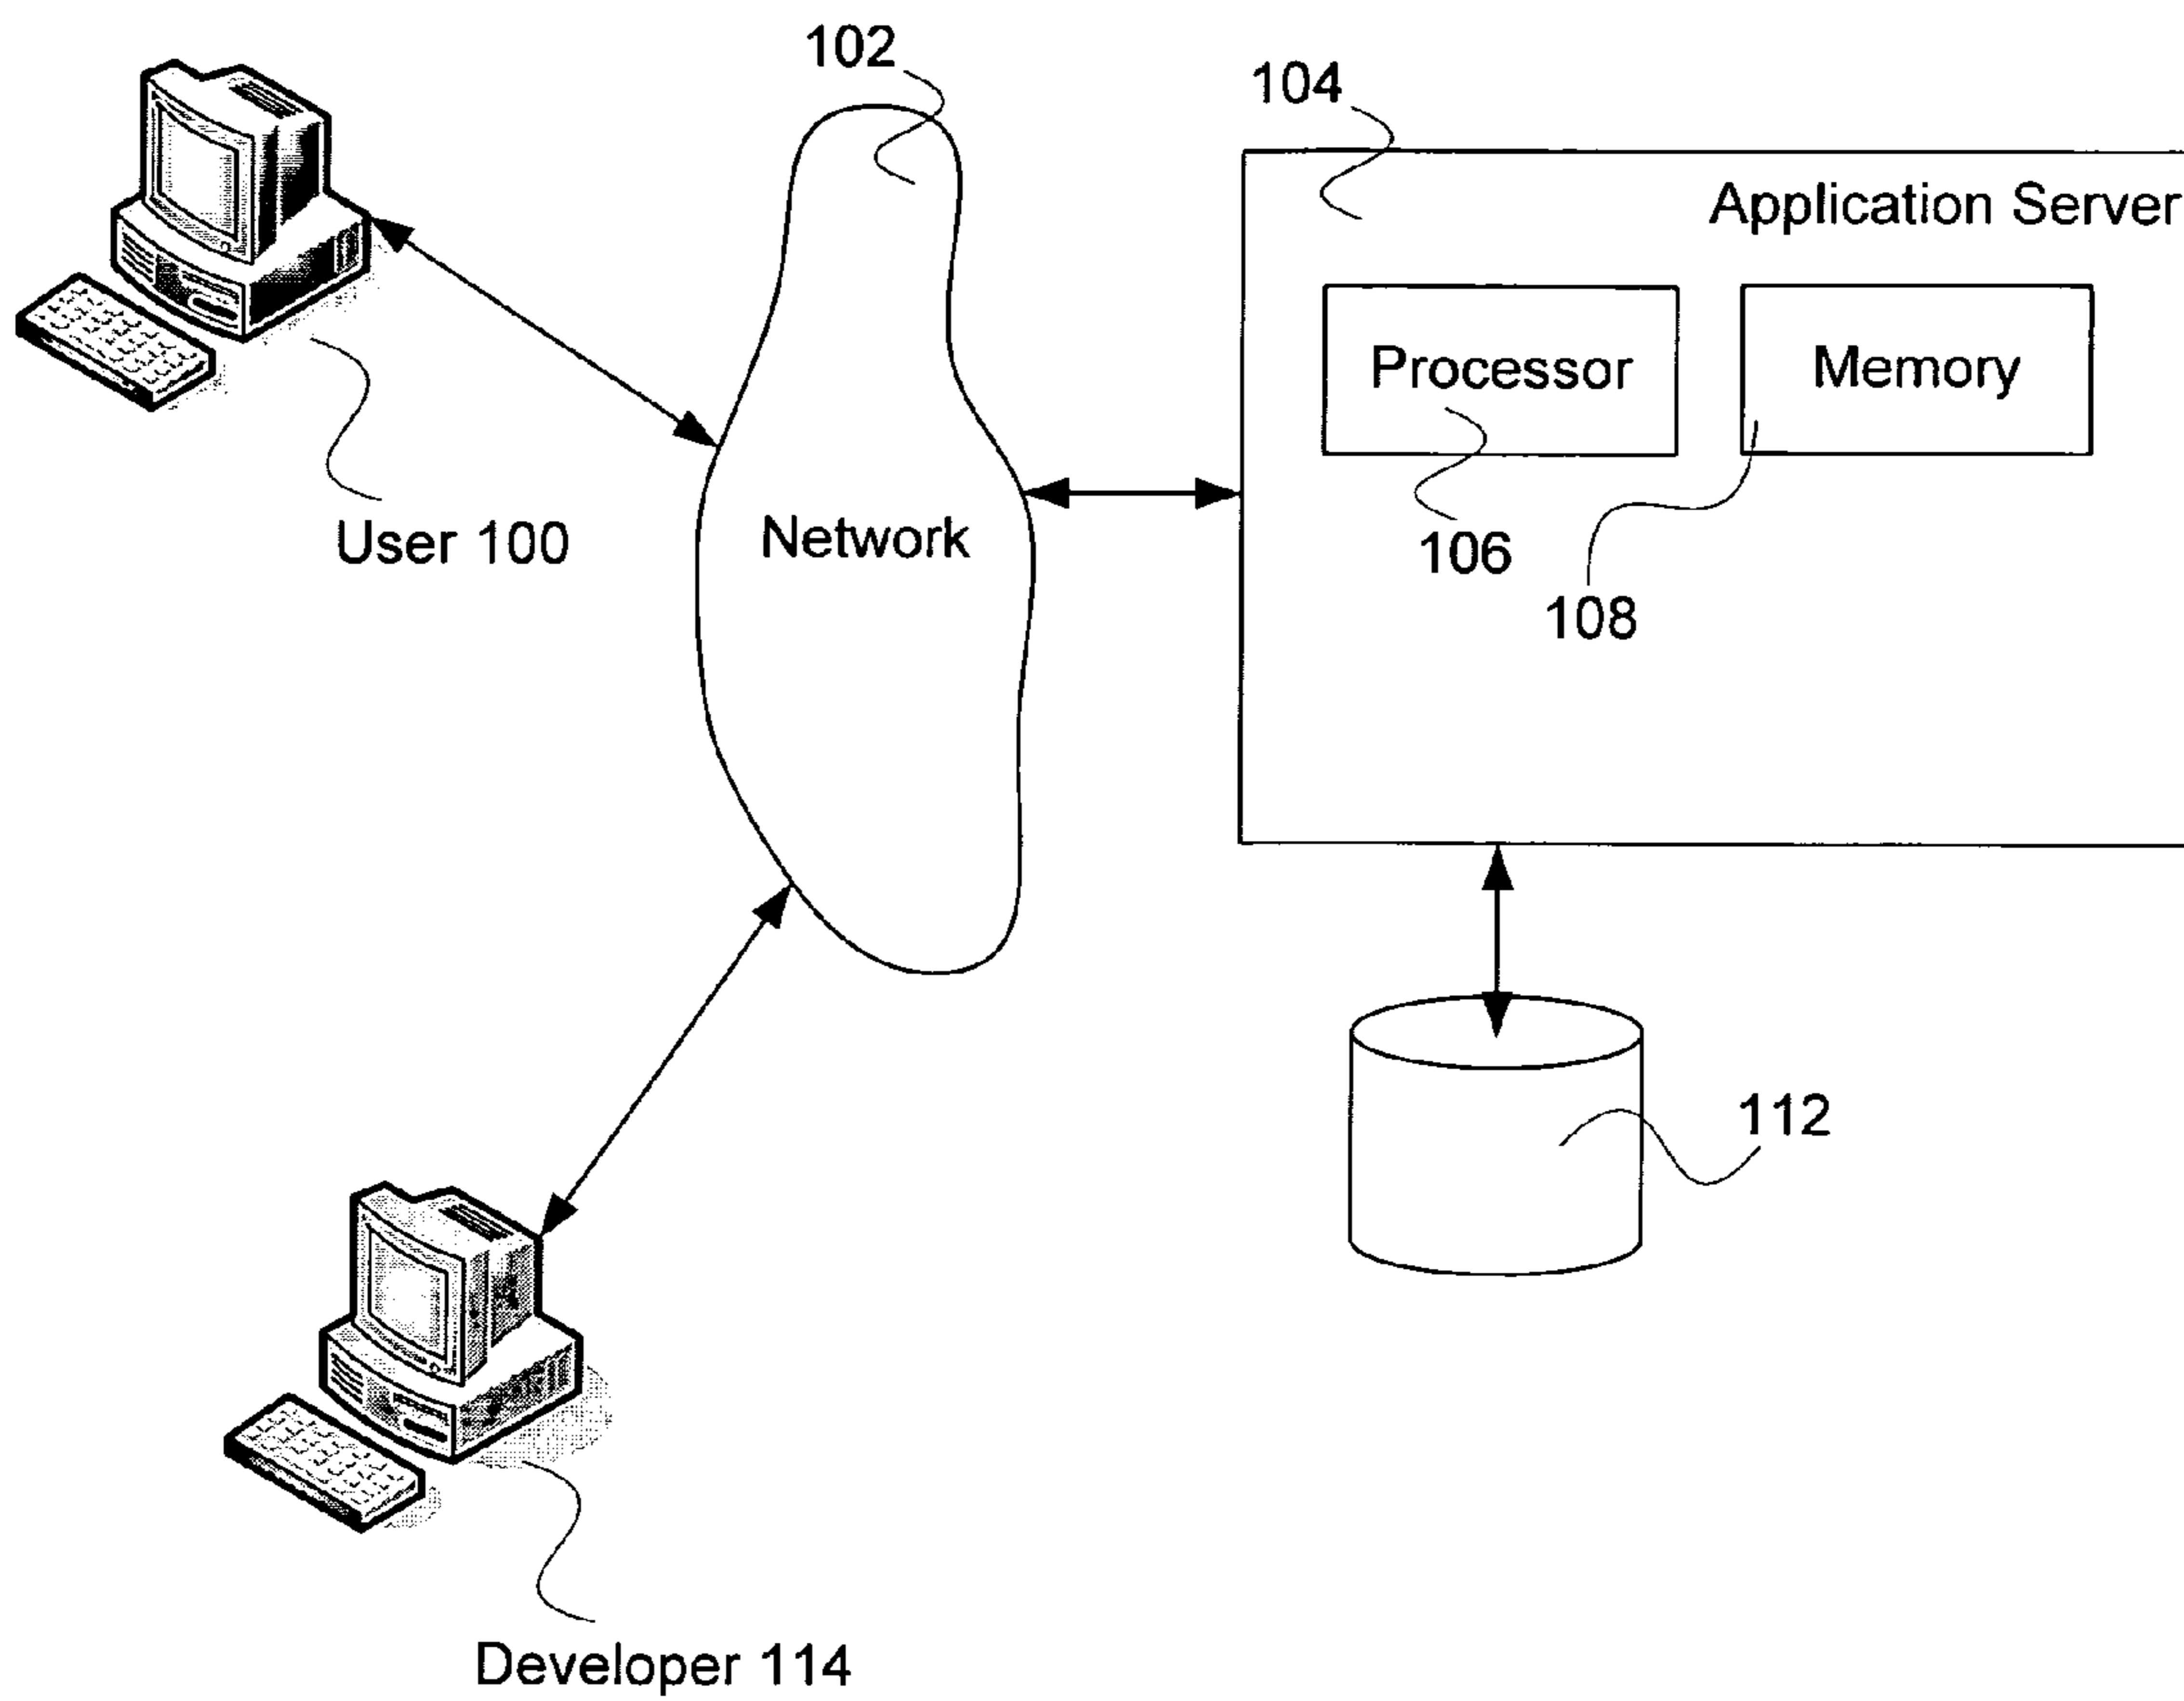 102
104
Application Server
Processor
Memory
User 100
Network
106
108
112
Developer 114